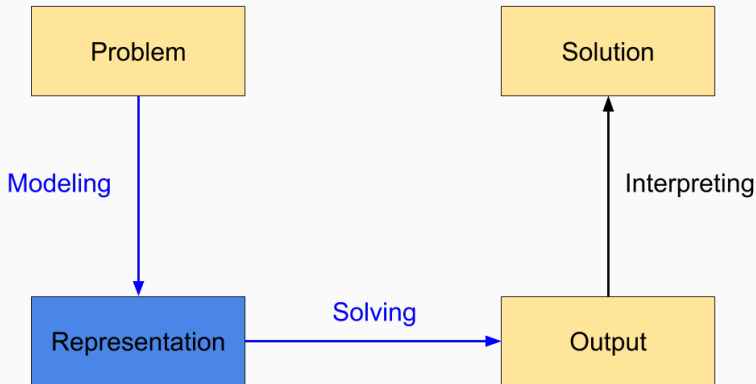 Problem
Solution
Modeling
Interpreting
Solving
Representation
Output